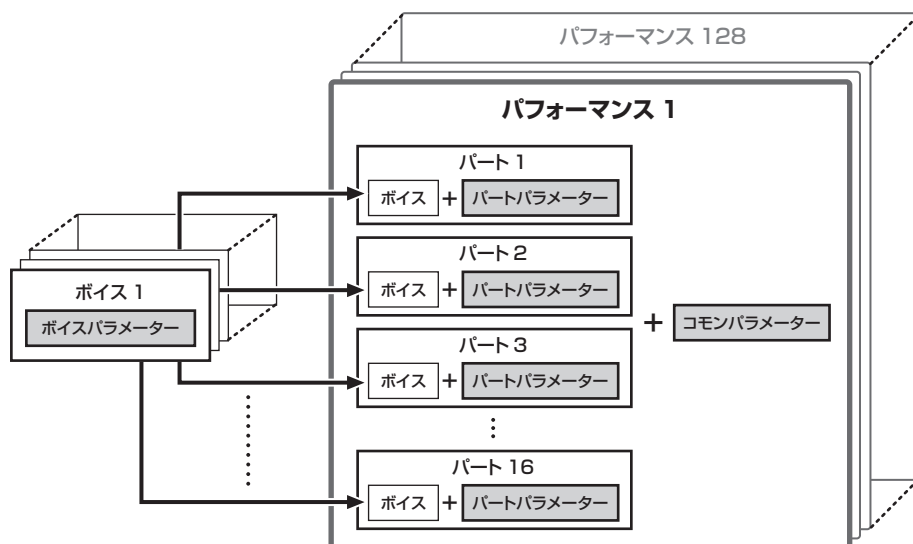 パフォーマンス 128
パフォーマンス 1
パート 1
ボイス + パートパラメーター
パート 2
ボイス + パートパラメーター
ボイス 1
ボイスパラメーター
+ コモンパラメーター
パート 3
ボイス + パートパラメーター
パート 16
ボイス + パートパラメーター